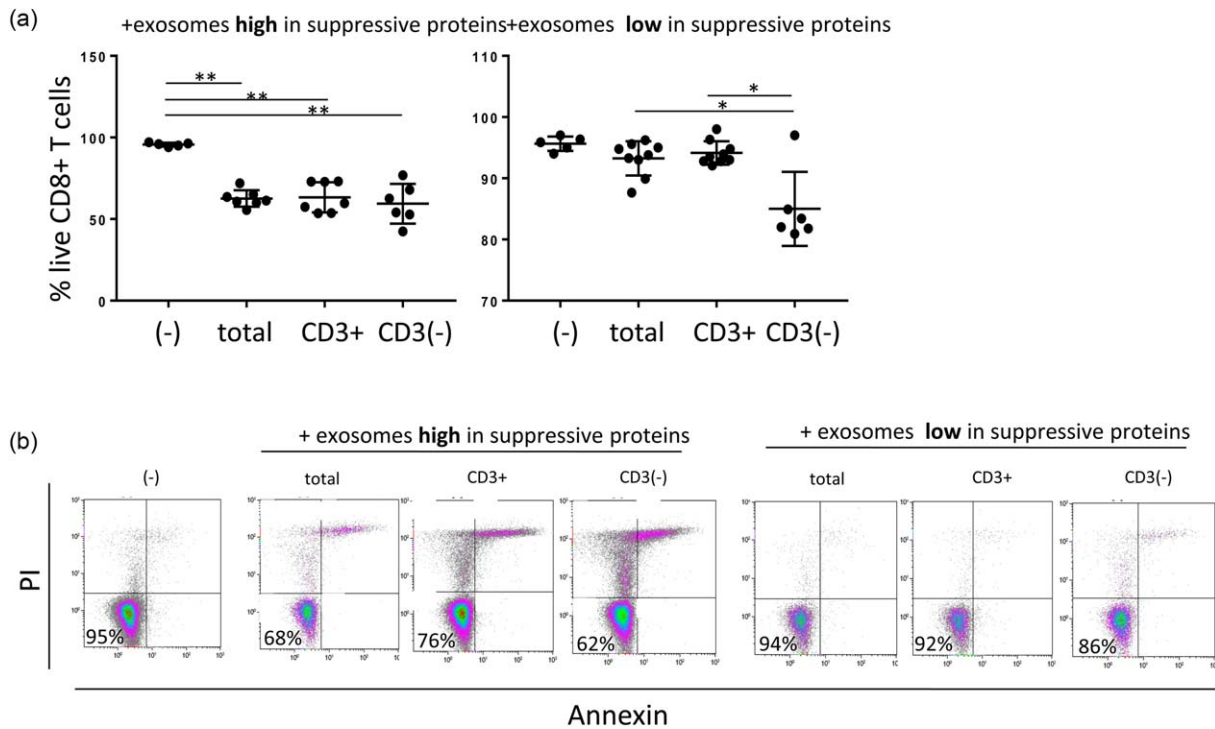 (a)
+exosomes high in suppressive proteins+exosomes low in suppressive proteins
% live CD8+ T cells
150
100
50
0
**
**
**
(-) total CD3+ CD3(-)
110
100
90
80
70
*
*
(-) total CD3+ CD3(-)
(b)
+ exosomes high in suppressive proteins
+ exosomes low in suppressive proteins
(-) total CD3+ CD3(-) total CD3+ CD3(-)
PI
95% 68% 76% 62% 94% 92% 86%
Annexin